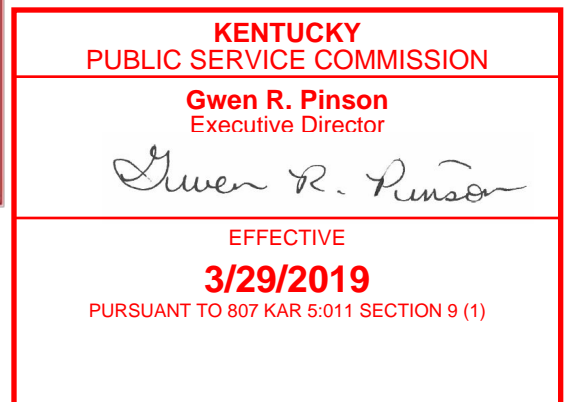 KENTUCKY
PUBLIC SERVICE COMMISSION
Gwen R. Pinson
Executive Director
Gwen R. Pinson
EFFECTIVE
3/29/2019
PURSUANT TO 807 KAR 5:011 SECTION 9 (1)